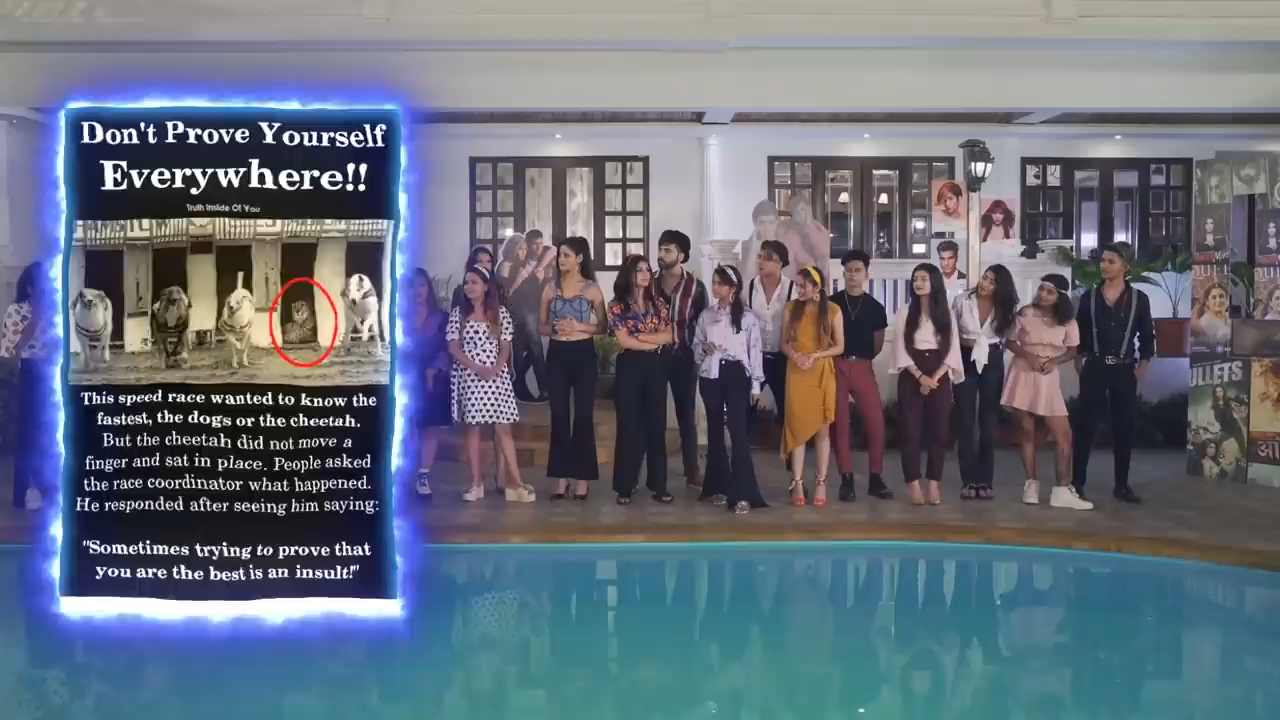 Don't Prove Yourself
Everywhere!!
Truth Inside Of You
This speed race wanted to know the
fastest, the dogs or the cheetah.
But the cheetah did not move a
finger and sat in place. People asked
the race coordinator what happened.
He responded after seeing him saying:
"Sometimes trying to prove that
you are the best is an insult!"
ULLETS